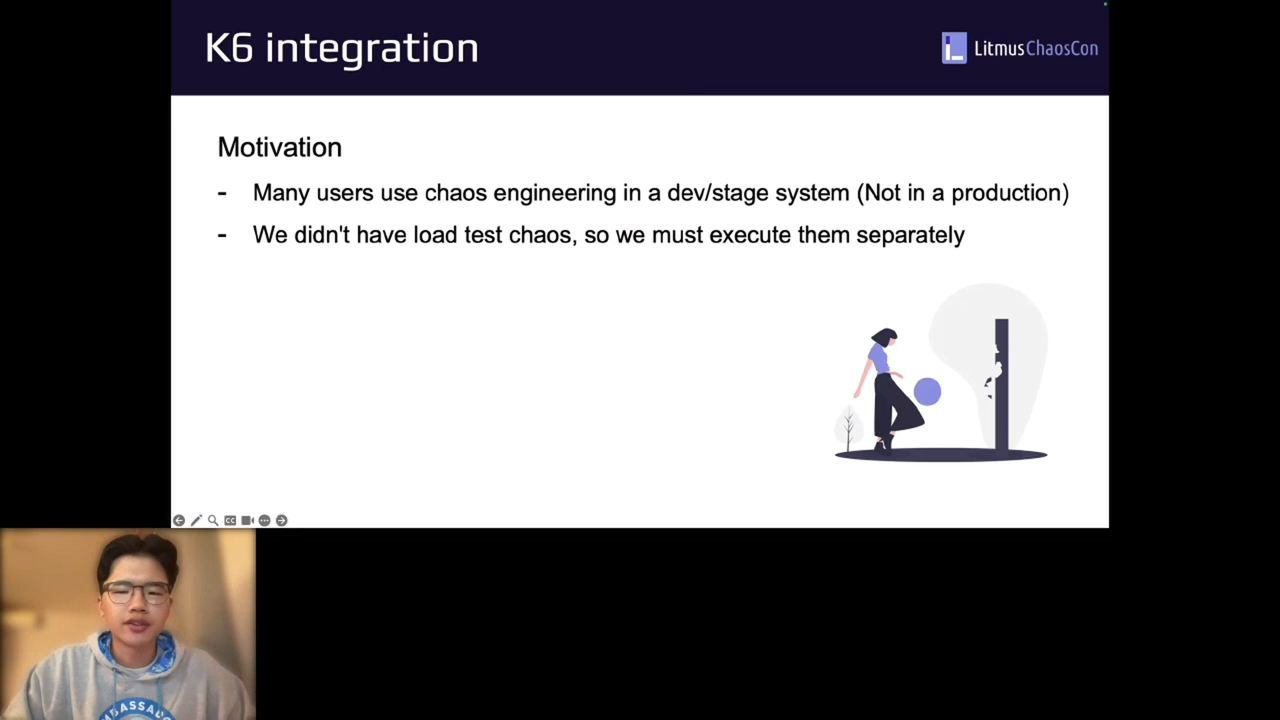 K6 integration
LitmusChaosCon
Motivation
- Many users use chaos engineering in a dev/stage system (Not in a production)
- We didn't have load test chaos, so we must execute them separately
CC